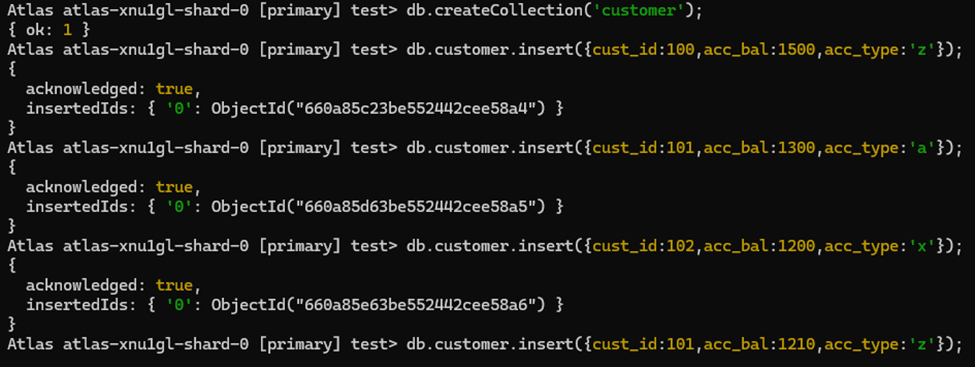 Atlas atlas-xnu1gl-shard-0 [primary] test> db.createCollection('customer');
{ ok: 1 }
Atlas atlas-xnu1gl-shard-0 [primary] test> db.customer.insert({cust_id:100,acc_bal:1500,acc_type:'z'});
{
  acknowledged: true,
  insertedIds: { '0': ObjectId("660a85c23be552442cee58a4") }
}
Atlas atlas-xnu1gl-shard-0 [primary] test> db.customer.insert({cust_id:101,acc_bal:1300,acc_type:'a'});
{
  acknowledged: true,
  insertedIds: { '0': ObjectId("660a85d63be552442cee58a5") }
}
Atlas atlas-xnu1gl-shard-0 [primary] test> db.customer.insert({cust_id:102,acc_bal:1200,acc_type:'x'});
{
  acknowledged: true,
  insertedIds: { '0': ObjectId("660a85e63be552442cee58a6") }
}
Atlas atlas-xnu1gl-shard-0 [primary] test> db.customer.insert({cust_id:101,acc_bal:1210,acc_type:'z'});